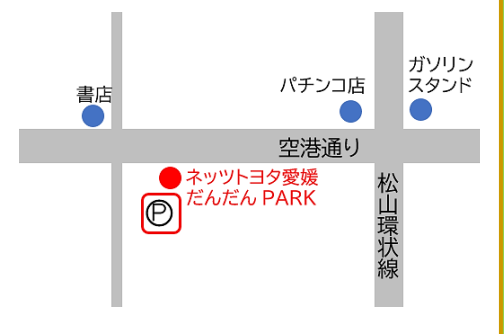 ガソリン
スタンド
パチンコ店
書店
空港通り
ネッツトヨタ愛媛
だんだん PARK
P
松山環状線